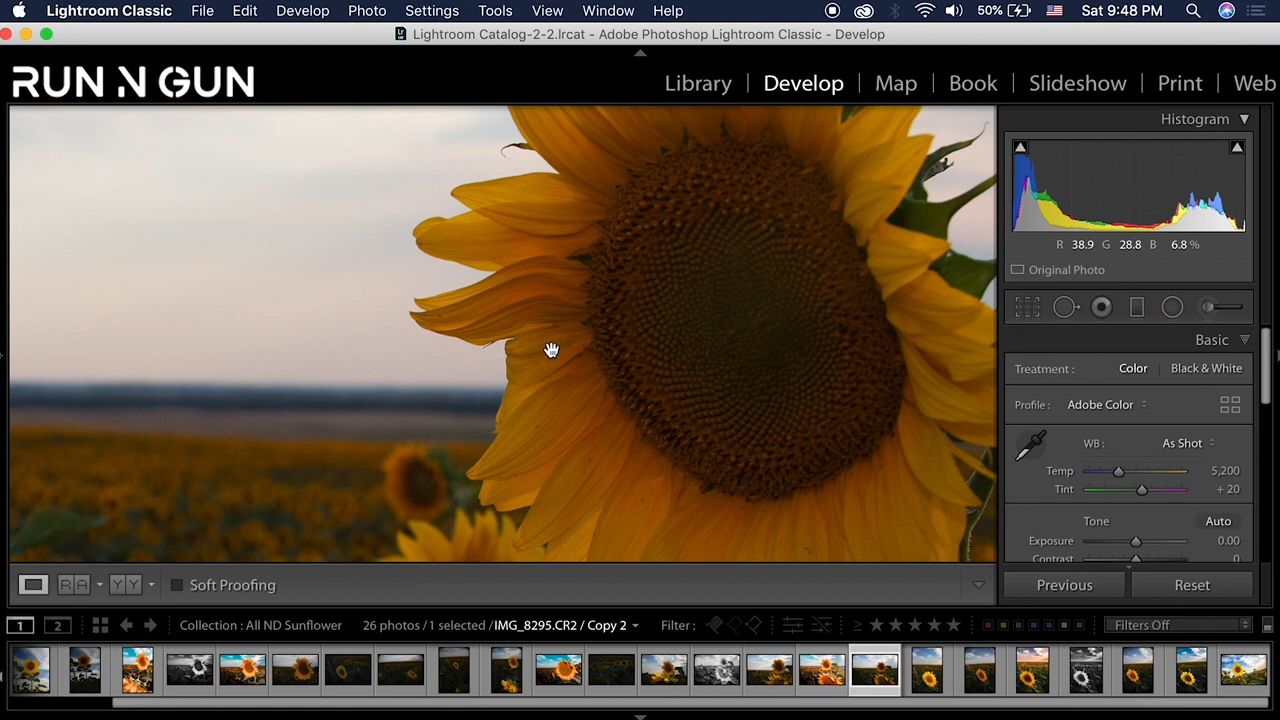 Lightroom Classic File Edit Develop Photo Settings Tools View Window Help 50% Sat 9:48 PM
Lr Lightroom Catalog-2-2.lrcat - Adobe Photoshop Lightroom Classic - Develop
RUN N GUN Library | Develop | Map | Book | Slideshow | Print | Web
Histogram
R 38.9 G 28.8 B 6.8 %
Original Photo
Basic
Treatment : Color Black & White
Profile : Adobe Color
WB : As Shot
Temp 5,200
Tint + 20
Tone Auto
Exposure 0.00
Contrast 0
R A Y Y Soft Proofing Previous Reset
1 2 Collection : All ND Sunflower 26 photos / 1 selected / IMG_8295.CR2 / Copy 2 Filter : ≥ Filters Off